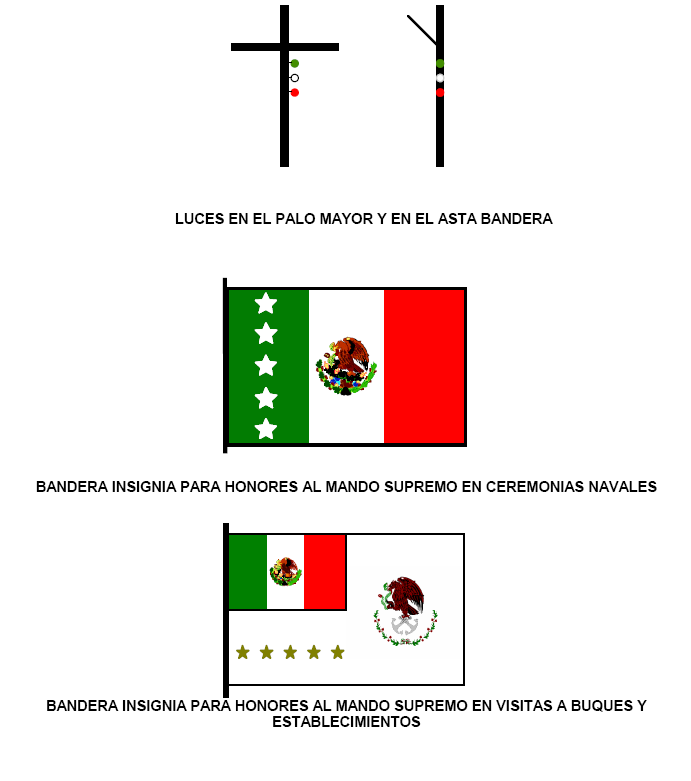 LUCES EN EL PALO MAYOR Y EN EL ASTA BANDERA
BANDERA INSIGNIA PARA HONORES AL MANDO SUPREMO EN CEREMONIAS NAVALES
BANDERA INSIGNIA PARA HONORES AL MANDO SUPREMO EN VISITAS A BUQUES Y
ESTABLECIMIENTOS